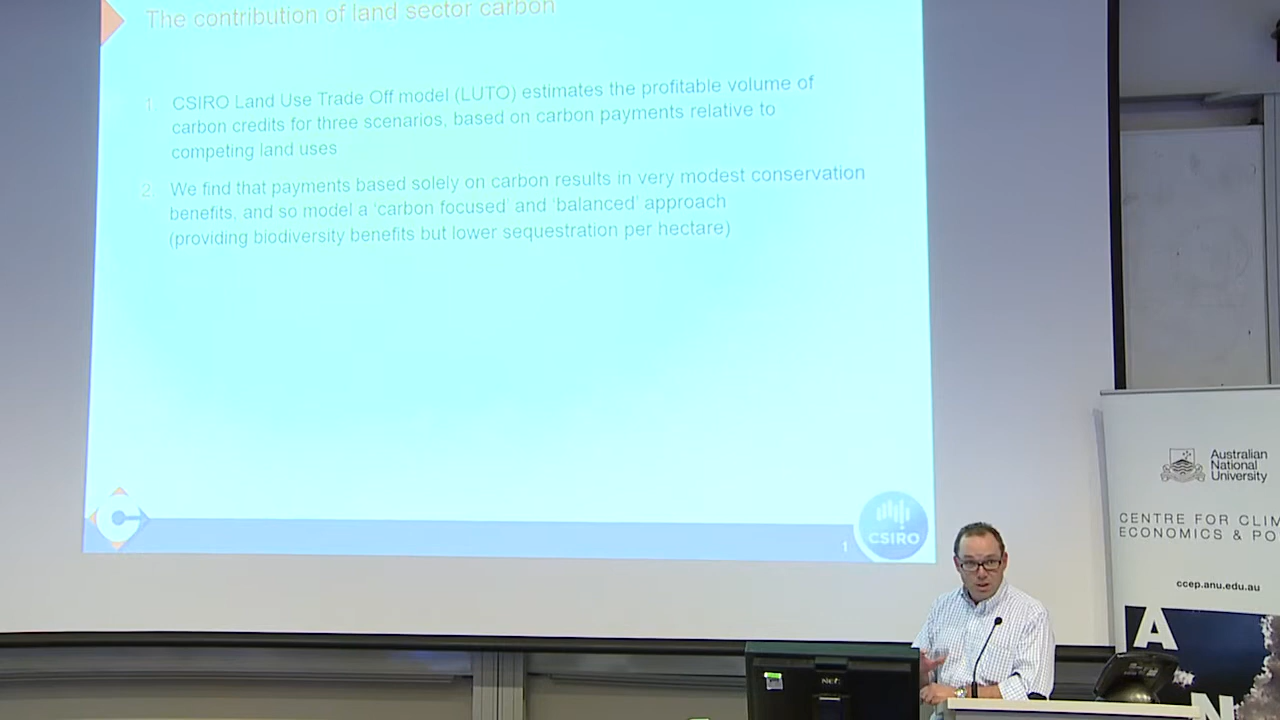 The contribution of land sector carbon
1. CSIRO Land Use Trade Off model (LUTO) estimates the profitable volume of
carbon credits for three scenarios, based on carbon payments relative to
competing land uses
2. We find that payments based solely on carbon results in very modest conservation
benefits, and so model a ‘carbon focused’ and ‘balanced’ approach
(providing biodiversity benefits but lower sequestration per hectare)
1
CSIRO
C
NEC
Australian
National
University
CENTRE FOR CLIM
ECONOMICS & PO
ccep.anu.edu.au
A
N